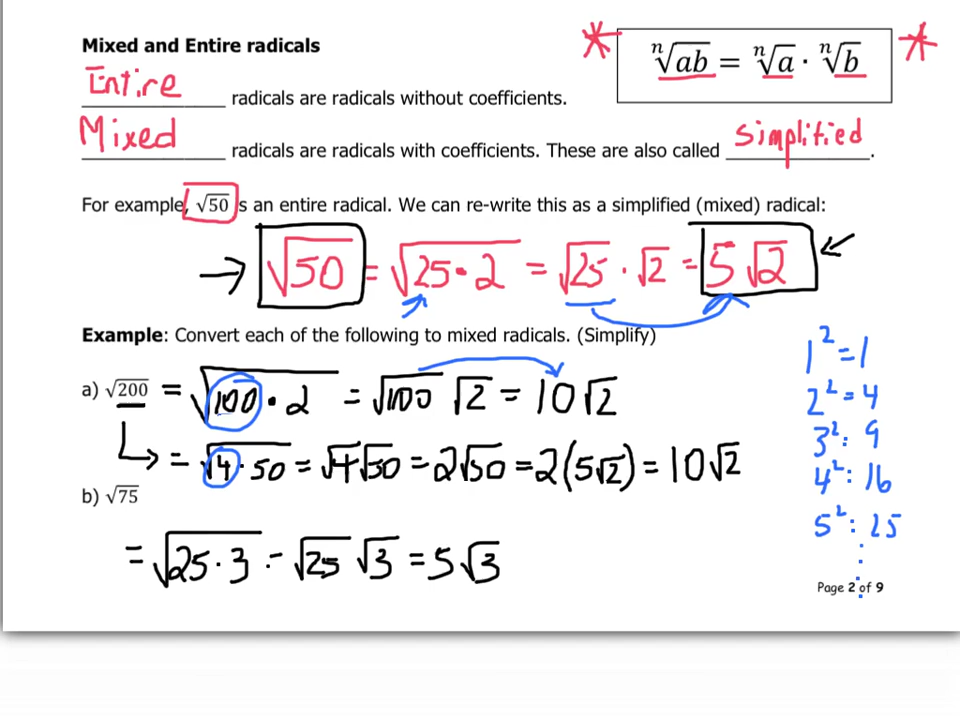 Mixed and Entire radicals
ⁿ√ab = ⁿ√a · ⁿ√b
Entire radicals are radicals without coefficients.
Mixed radicals are radicals with coefficients. These are also called simplified.
For example, √50 is an entire radical. We can re-write this as a simplified (mixed) radical:
→ √50 = √25·2 = √25 · √2 = 5√2 ←
Example: Convert each of the following to mixed radicals. (Simplify)
a) √200 = √100·2 = √100 √2 = 10√2
→ = √4·50 = √4√50 = 2√50 = 2(5√2) = 10√2
b) √75
= √25·3 = √25 √3 = 5√3
1² = 1
2² = 4
3² : 9
4² : 16
5² : 25
Page 2 of 9